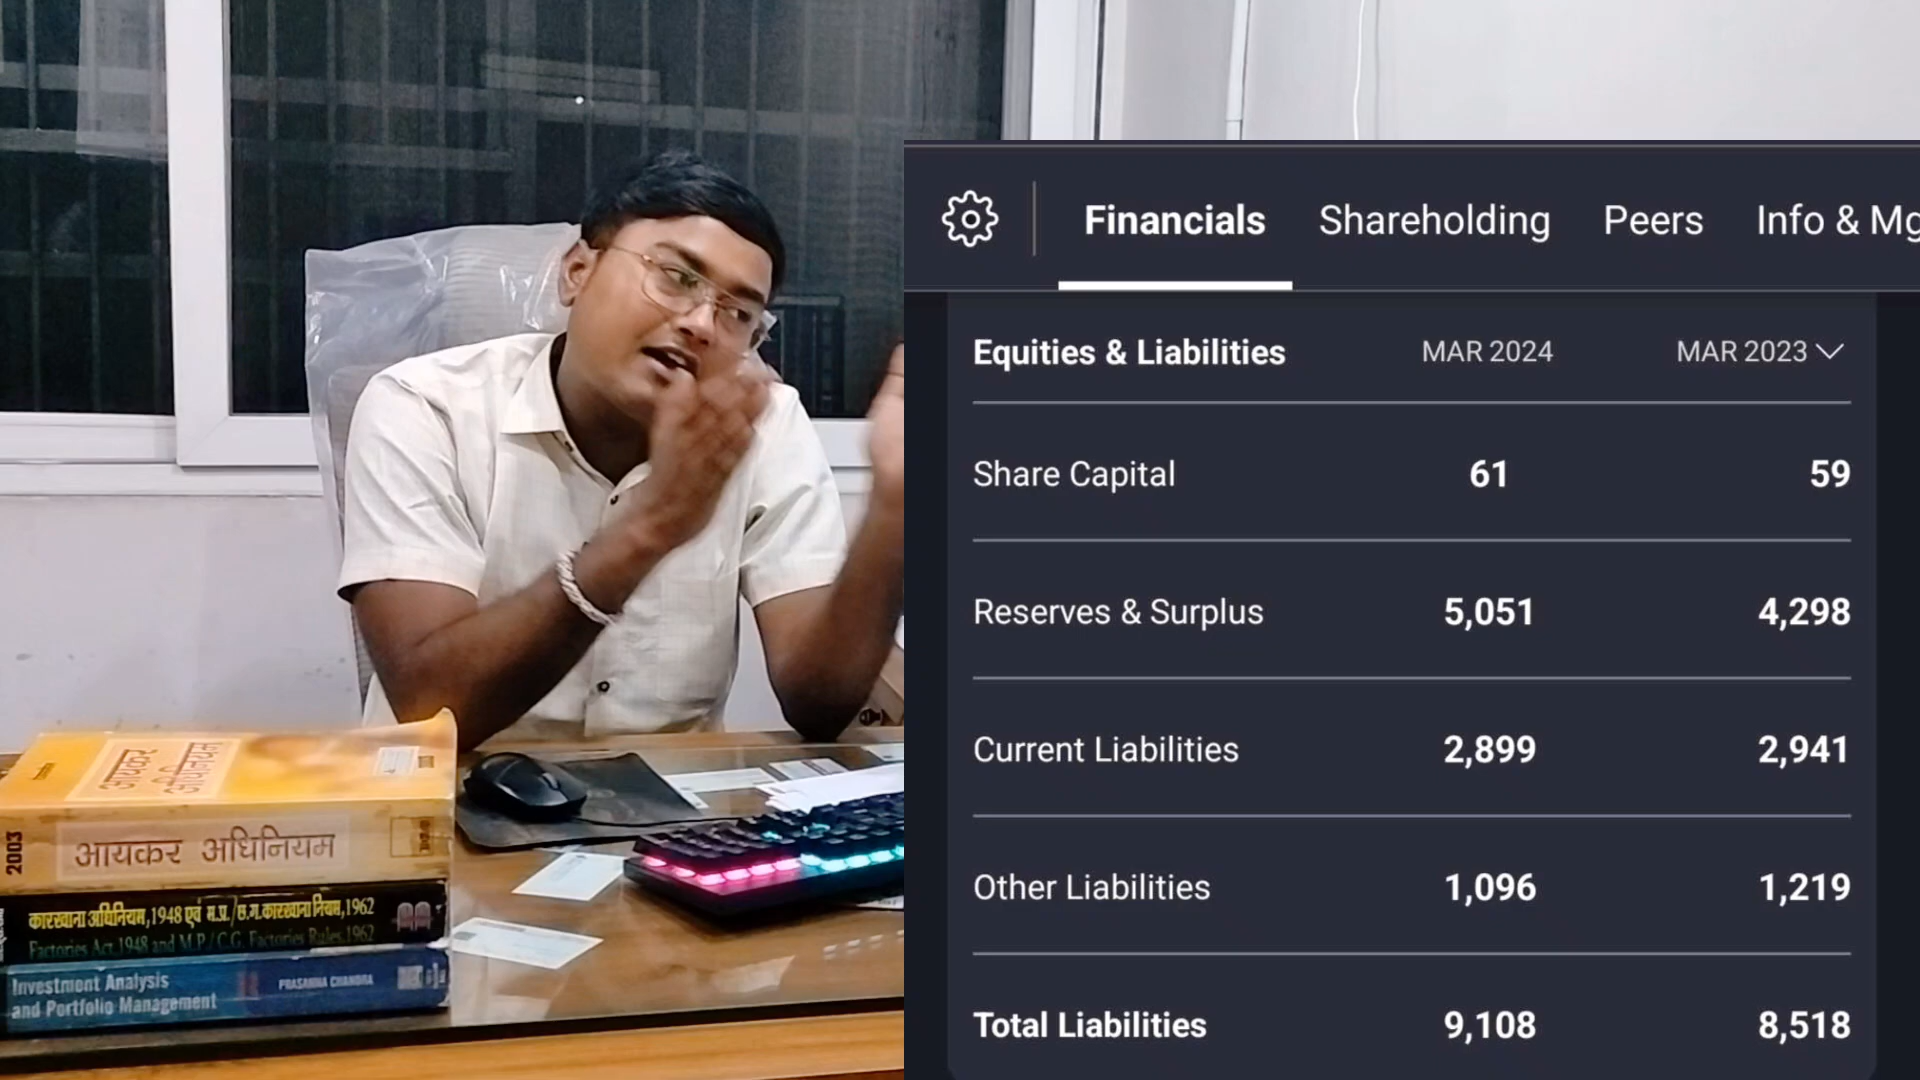 Financials Shareholding Peers Info & Mg
Equities & Liabilities MAR 2024 MAR 2023
Share Capital 61 59
Reserves & Surplus 5,051 4,298
Current Liabilities 2,899 2,941
Other Liabilities 1,096 1,219
Total Liabilities 9,108 8,518
आयकर
अधिनियम
2003
आयकर अधिनियम
कारखाना अधिनियम,1948 एवं म.प्र./छ.ग.कारखाना नियम,1962
Factories Act,1948 and M.P./C.G. Factories Rules,1962
Investment Analysis
and Portfolio Management
PRASANNA CHANDRA